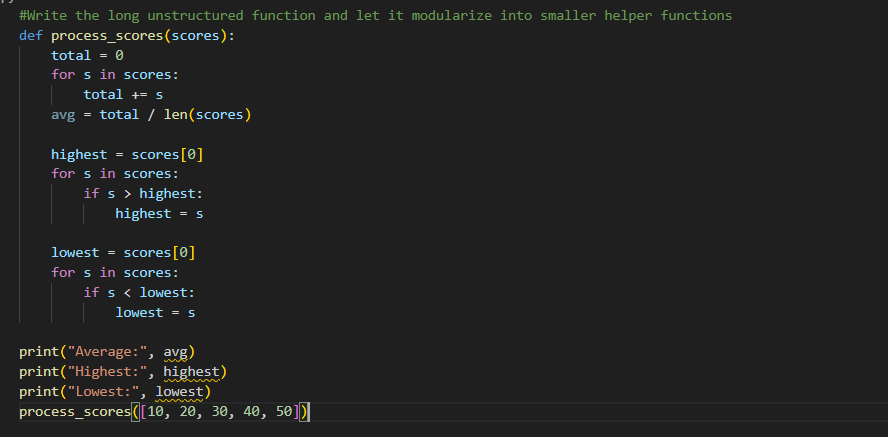 #Write the long unstructured function and let it modularize into smaller helper functions
def process_scores(scores):
    total = 0
    for s in scores:
        total += s
    avg = total / len(scores)

    highest = scores[0]
    for s in scores:
        if s > highest:
            highest = s

    lowest = scores[0]
    for s in scores:
        if s < lowest:
            lowest = s

print("Average:", avg)
print("Highest:", highest)
print("Lowest:", lowest)
process_scores([10, 20, 30, 40, 50])